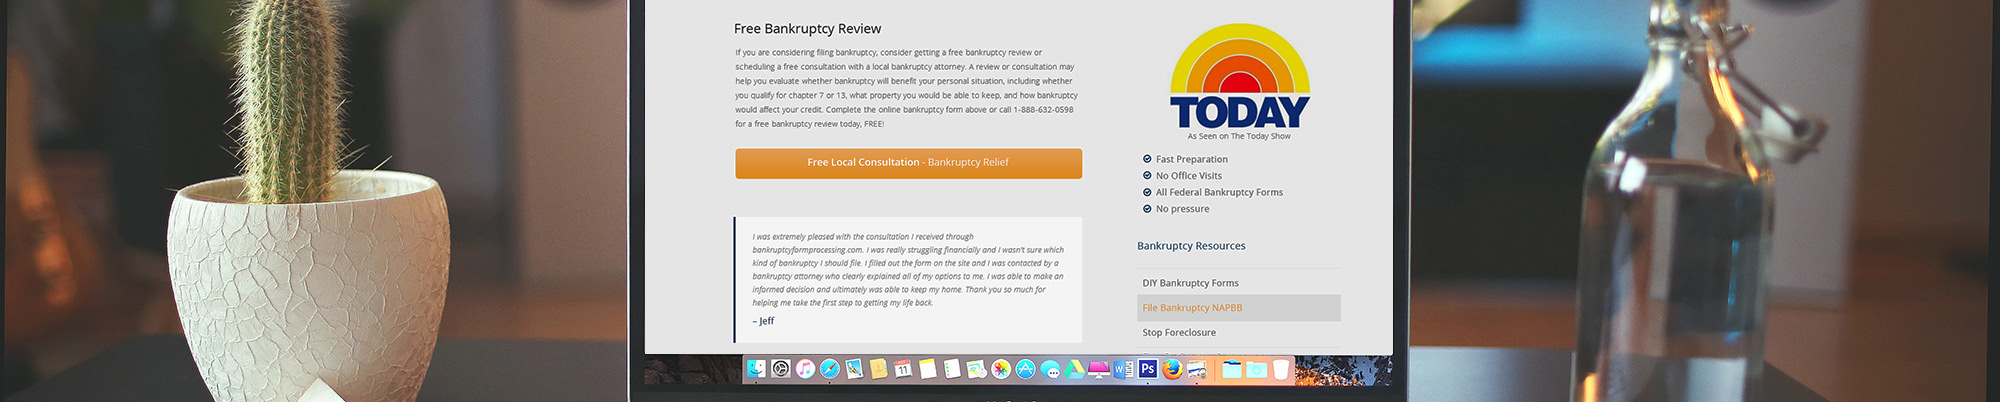 Free Bankruptcy Review
If you are considering filing bankruptcy, consider getting a free bankruptcy review or
scheduling a free consultation with a local bankruptcy attorney. A review or consultation may
help you evaluate whether bankruptcy will benefit your personal situation, including whether
you qualify for chapter 7 or 13, what property you would be able to keep, and how bankruptcy
would affect your credit. Complete the online bankruptcy form above or call 1-888-632-0598
for a free bankruptcy review today, FREE!
Free Local Consultation - Bankruptcy Relief
I was extremely pleased with the consultation I received through
bankruptcyformprocessing.com. I was really struggling financially and I wasn't sure which
kind of bankruptcy I should file. I filled out the form on the site and I was contacted by a
bankruptcy attorney who clearly explained all of my options to me. I was able to make an
informed decision and ultimately was able to keep my home. Thank you so much for
helping me take the first step to getting my life back.
– Jeff
TODAY
As Seen on The Today Show
Fast Preparation
No Office Visits
All Federal Bankruptcy Forms
No pressure
Bankruptcy Resources
DIY Bankruptcy Forms
File Bankruptcy NAPBB
Stop Foreclosure
11
W
Ps